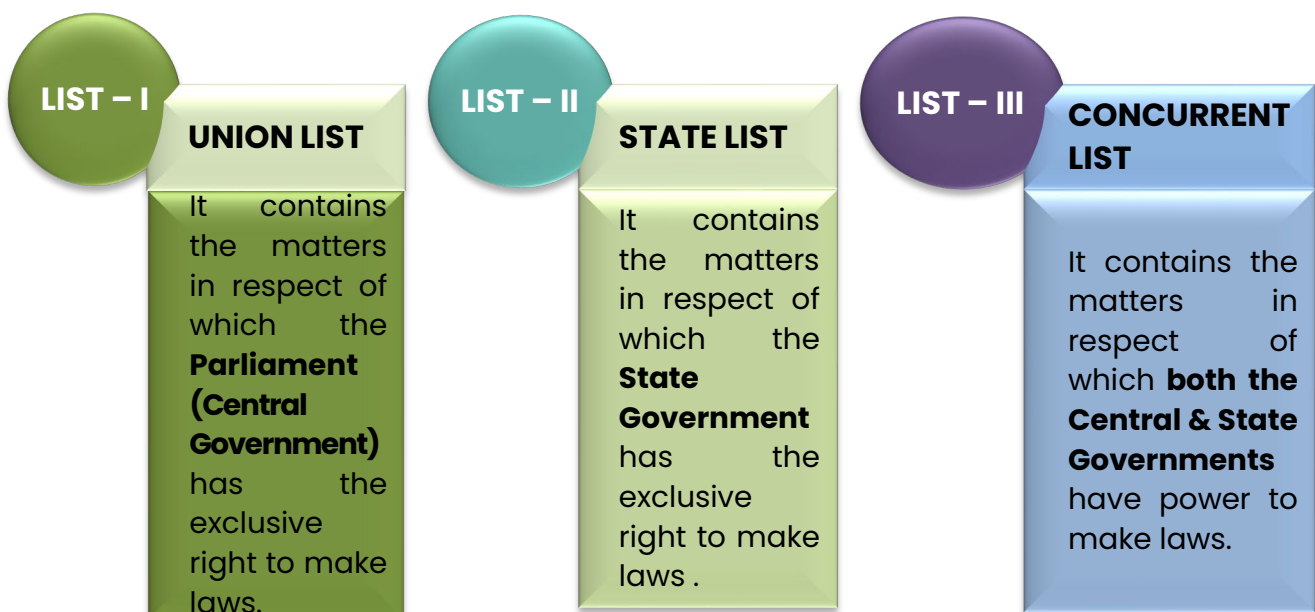 LIST – I
UNION LIST
It contains
the matters
in respect of
which the
Parliament
(Central
Government)
has the
exclusive
right to make
laws.
LIST – II
STATE LIST
It contains
the matters
in respect of
which the
State
Government
has the
exclusive
right to make
laws .
LIST – III
CONCURRENT
LIST
It contains the
matters in
respect of
which both the
Central & State
Governments
have power to
make laws.